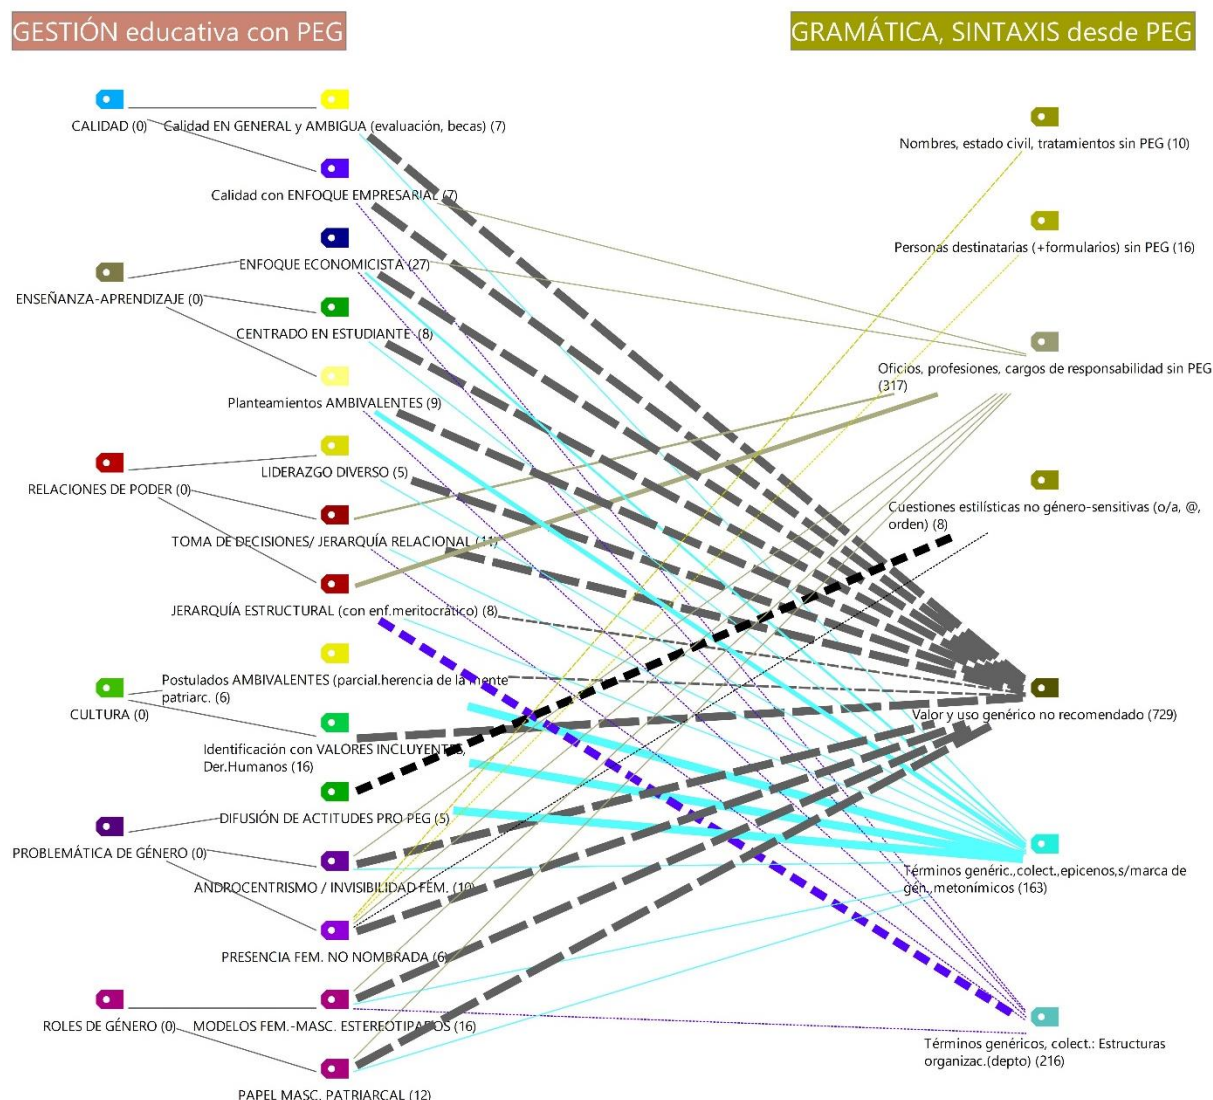 GESTIÓN educativa con PEG
GRAMÁTICA, SINTAXIS desde PEG
CALIDAD (0)
Calidad EN GENERAL y AMBIGUA (evaluación, becas) (7)
Calidad con ENFOQUE EMPRESARIAL (7)
ENFOQUE ECONOMICISTA (27)
ENSEÑANZA-APRENDIZAJE (0)
CENTRADO EN ESTUDIANTE (8)
Planteamientos AMBIVALENTES (9)
LIDERAZGO DIVERSO (5)
RELACIONES DE PODER (0)
TOMA DE DECISIONES/ JERARQUÍA RELACIONAL (11)
JERARQUÍA ESTRUCTURAL (con enf.meritocrático) (8)
Postulados AMBIVALENTES (parcial.herencia de la mente
patriarc. (6)
CULTURA (0)
Identificación con VALORES INCLUYENTES,
Der.Humanos (16)
DIFUSIÓN DE ACTITUDES PRO PEG (5)
PROBLEMÁTICA DE GÉNERO (0)
ANDROCENTRISMO / INVISIBILIDAD FEM. (10)
PRESENCIA FEM. NO NOMBRADA (6)
ROLES DE GÉNERO (0)
MODELOS FEM.-MASC. ESTEREOTIPADOS (16)
PAPEL MASC. PATRIARCAL (12)
Nombres, estado civil, tratamientos sin PEG (10)
Personas destinatarias (+formularios) sin PEG (16)
Oficios, profesiones, cargos de responsabilidad sin PEG
(317)
Cuestiones estilísticas no género-sensitivas (o/a, @,
orden) (8)
Valor y uso genérico no recomendado (729)
Términos genéric.,colect.,epicenos,s/marca de
gén.,metonímicos (163)
Términos genéricos, colect.: Estructuras
organizac.(depto) (216)